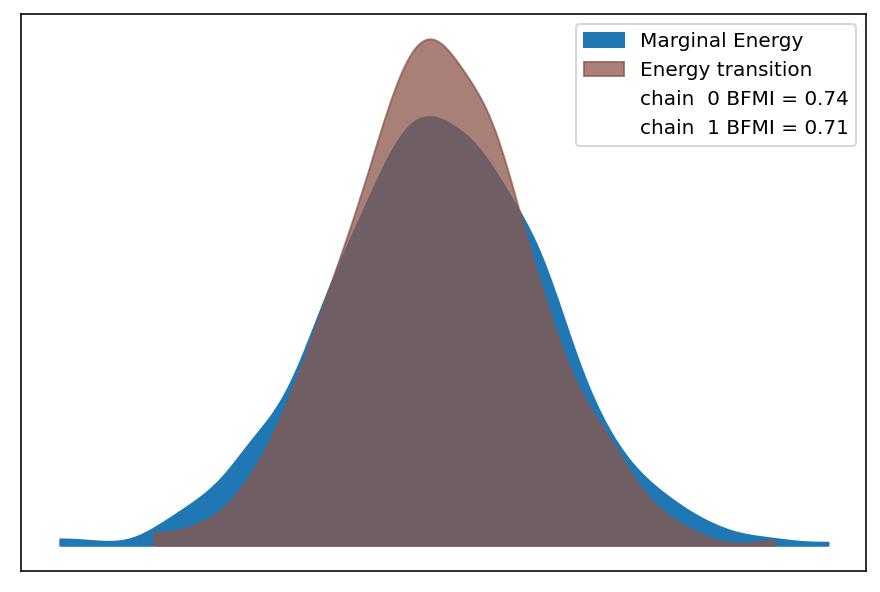 Marginal Energy
Energy transition
chain  0 BFMI = 0.74
chain  1 BFMI = 0.71